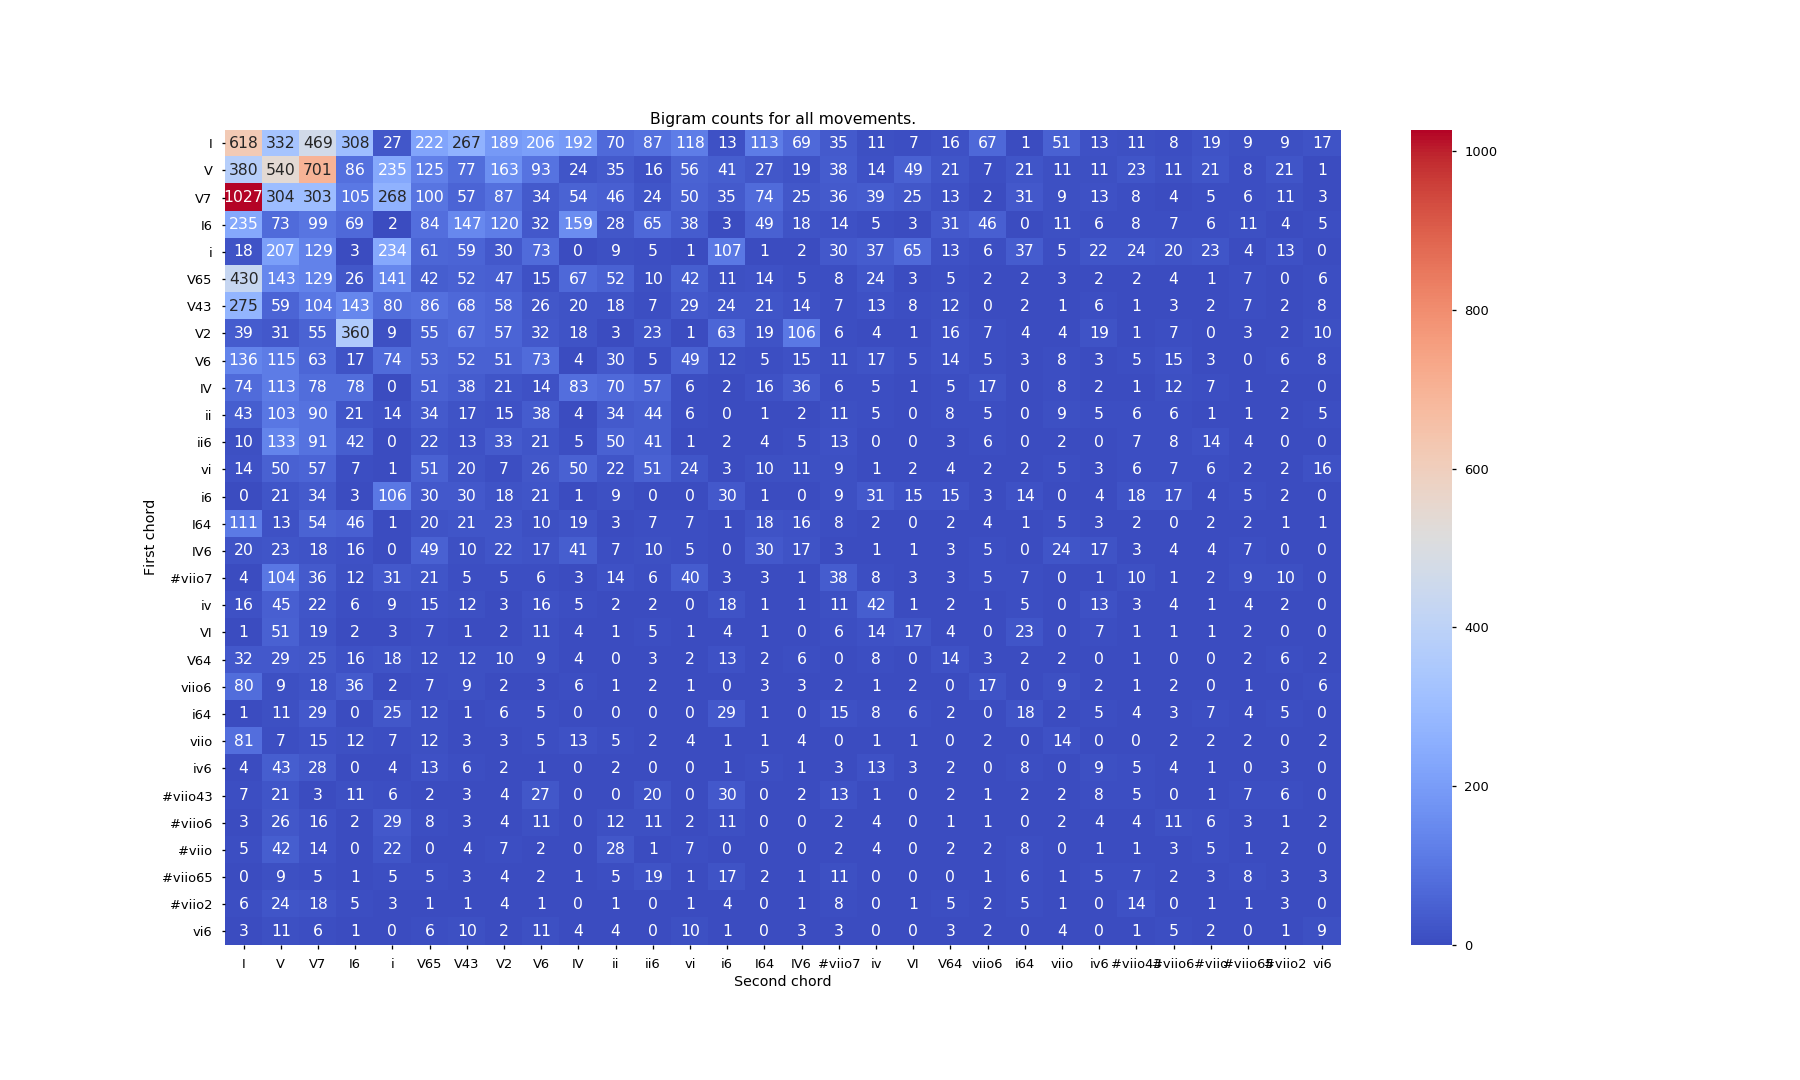 Bigram counts for all movements.
I 618 332 469 308 27 222 267 189 206 192 70 87 118 13 113 69 35 11 7 16 67 1 51 13 11 8 19 9 9 17
V 380 540 701 86 235 125 77 163 93 24 35 16 56 41 27 19 38 14 49 21 7 21 11 11 23 11 21 8 21 1
V7 1027 304 303 105 268 100 57 87 34 54 46 24 50 35 74 25 36 39 25 13 2 31 9 13 8 4 5 6 11 3
I6 235 73 99 69 2 84 147 120 32 159 28 65 38 3 49 18 14 5 3 31 46 0 11 6 8 7 6 11 4 5
i 18 207 129 3 234 61 59 30 73 0 9 5 1 107 1 2 30 37 65 13 6 37 5 22 24 20 23 4 13 0
V65 430 143 129 26 141 42 52 47 15 67 52 10 42 11 14 5 8 24 3 5 2 2 3 2 2 4 1 7 0 6
V43 275 59 104 143 80 86 68 58 26 20 18 7 29 24 21 14 7 13 8 12 0 2 1 6 1 3 2 7 2 8
V2 39 31 55 360 9 55 67 57 32 18 3 23 1 63 19 106 6 4 1 16 7 4 4 19 1 7 0 3 2 10
V6 136 115 63 17 74 53 52 51 73 4 30 5 49 12 5 15 11 17 5 14 5 3 8 3 5 15 3 0 6 8
IV 74 113 78 78 0 51 38 21 14 83 70 57 6 2 16 36 6 5 1 5 17 0 8 2 1 12 7 1 2 0
ii 43 103 90 21 14 34 17 15 38 4 34 44 6 0 1 2 11 5 0 8 5 0 9 5 6 6 1 1 2 5
ii6 10 133 91 42 0 22 13 33 21 5 50 41 1 2 4 5 13 0 0 3 6 0 2 0 7 8 14 4 0 0
vi 14 50 57 7 1 51 20 7 26 50 22 51 24 3 10 11 9 1 2 4 2 2 5 3 6 7 6 2 2 16
i6 0 21 34 3 106 30 30 18 21 1 9 0 0 30 1 0 9 31 15 15 3 14 0 4 18 17 4 5 2 0
I64 111 13 54 46 1 20 21 23 10 19 3 7 7 1 18 16 8 2 0 2 4 1 5 3 2 0 2 2 1 1
IV6 20 23 18 16 0 49 10 22 17 41 7 10 5 0 30 17 3 1 1 3 5 0 24 17 3 4 4 7 0 0
#viio7 4 104 36 12 31 21 5 5 6 3 14 6 40 3 3 1 38 8 3 3 5 7 0 1 10 1 2 9 10 0
iv 16 45 22 6 9 15 12 3 16 5 2 2 0 18 1 1 11 42 1 2 1 5 0 13 3 4 1 4 2 0
VI 1 51 19 2 3 7 1 2 11 4 1 5 1 4 1 0 6 14 17 4 0 23 0 7 1 1 1 2 0 0
V64 32 29 25 16 18 12 12 10 9 4 0 3 2 13 2 6 0 8 0 14 3 2 2 0 1 0 0 2 6 2
viio6 80 9 18 36 2 7 9 2 3 6 1 2 1 0 3 3 2 1 2 0 17 0 9 2 1 2 0 1 0 6
i64 1 11 29 0 25 12 1 6 5 0 0 0 0 29 1 0 15 8 6 2 0 18 2 5 4 3 7 4 5 0
viio 81 7 15 12 7 12 3 3 5 13 5 2 4 1 1 4 0 1 1 0 2 0 14 0 0 2 2 2 0 2
iv6 4 43 28 0 4 13 6 2 1 0 2 0 0 1 5 1 3 13 3 2 0 8 0 9 5 4 1 0 3 0
#viio43 7 21 3 11 6 2 3 4 27 0 0 20 0 30 0 2 13 1 0 2 1 2 2 8 5 0 1 7 6 0
#viio6 3 26 16 2 29 8 3 4 11 0 12 11 2 11 0 0 2 4 0 1 1 0 2 4 4 11 6 3 1 2
#viio 5 42 14 0 22 0 4 7 2 0 28 1 7 0 0 0 2 4 0 2 2 8 0 1 1 3 5 1 2 0
#viio65 0 9 5 1 5 5 3 4 2 1 5 19 1 17 2 1 11 0 0 0 1 6 1 5 7 2 3 8 3 3
#viio2 6 24 18 5 3 1 1 4 1 0 1 0 1 4 0 1 8 0 1 5 2 5 1 0 14 0 1 1 3 0
vi6 3 11 6 1 0 6 10 2 11 4 4 0 10 1 0 3 3 0 0 3 2 0 4 0 1 5 2 0 1 9
I V V7 I6 i V65 V43 V2 V6 IV ii ii6 vi i6 I64 IV6 #viio7 iv VI V64 viio6 i64 viio iv6 #viio43 #viio6 #viio #viio65 #viio2 vi6
Second chord
First chord
1000
800
600
400
200
0